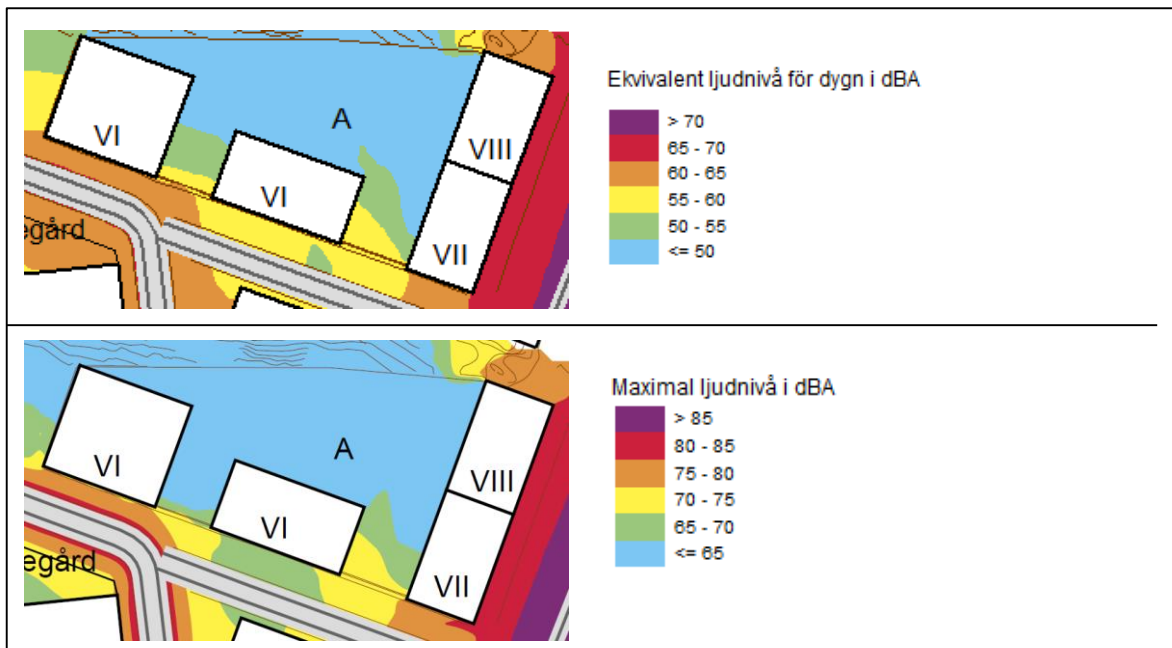 VI
A
VIII
VI
VII
egård
Ekvivalent ljudnivå för dygn i dBA
> 70
65 - 70
60 - 65
55 - 60
50 - 55
<= 50
VI
A
VIII
VI
VII
egård
Maximal ljudnivå i dBA
> 85
80 - 85
75 - 80
70 - 75
65 - 70
<= 65